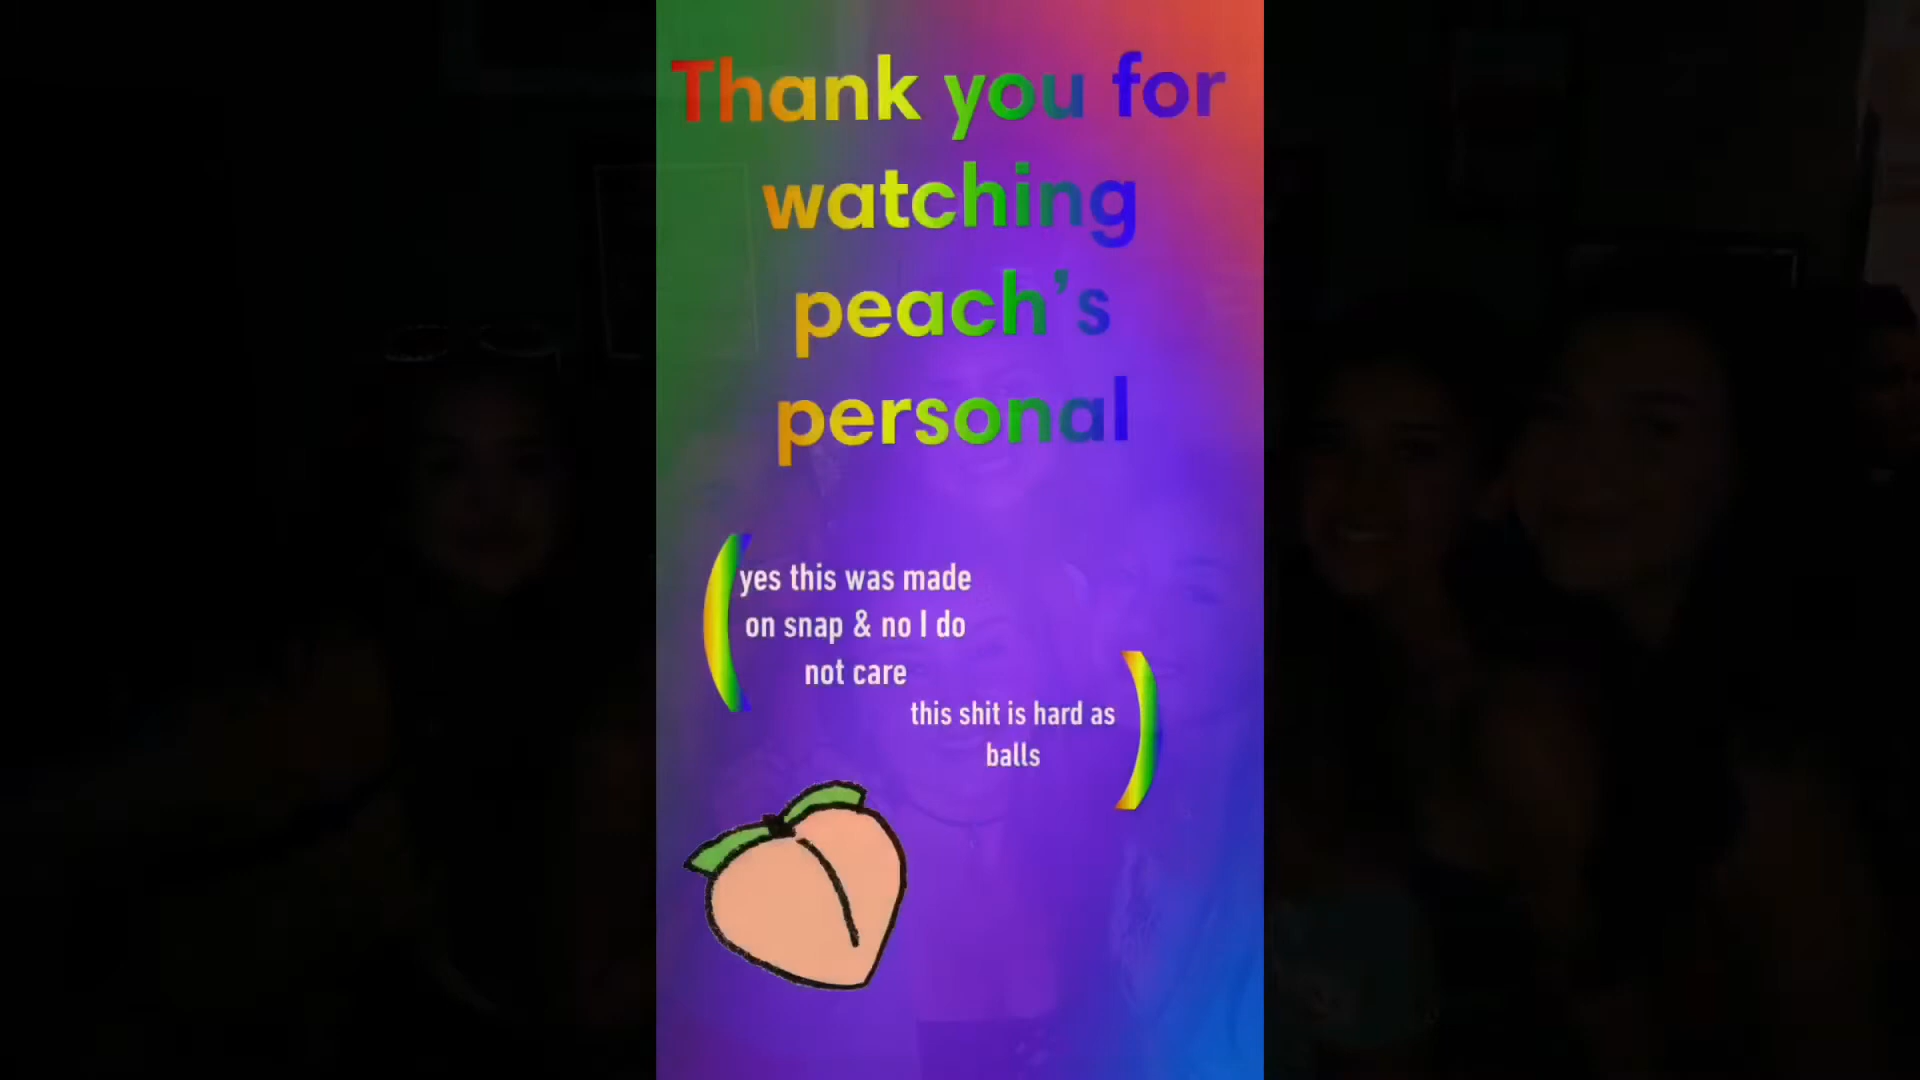 Thank you for
watching
peach's
personal
(yes this was made
on snap & no I do
not care
this shit is hard as
balls)